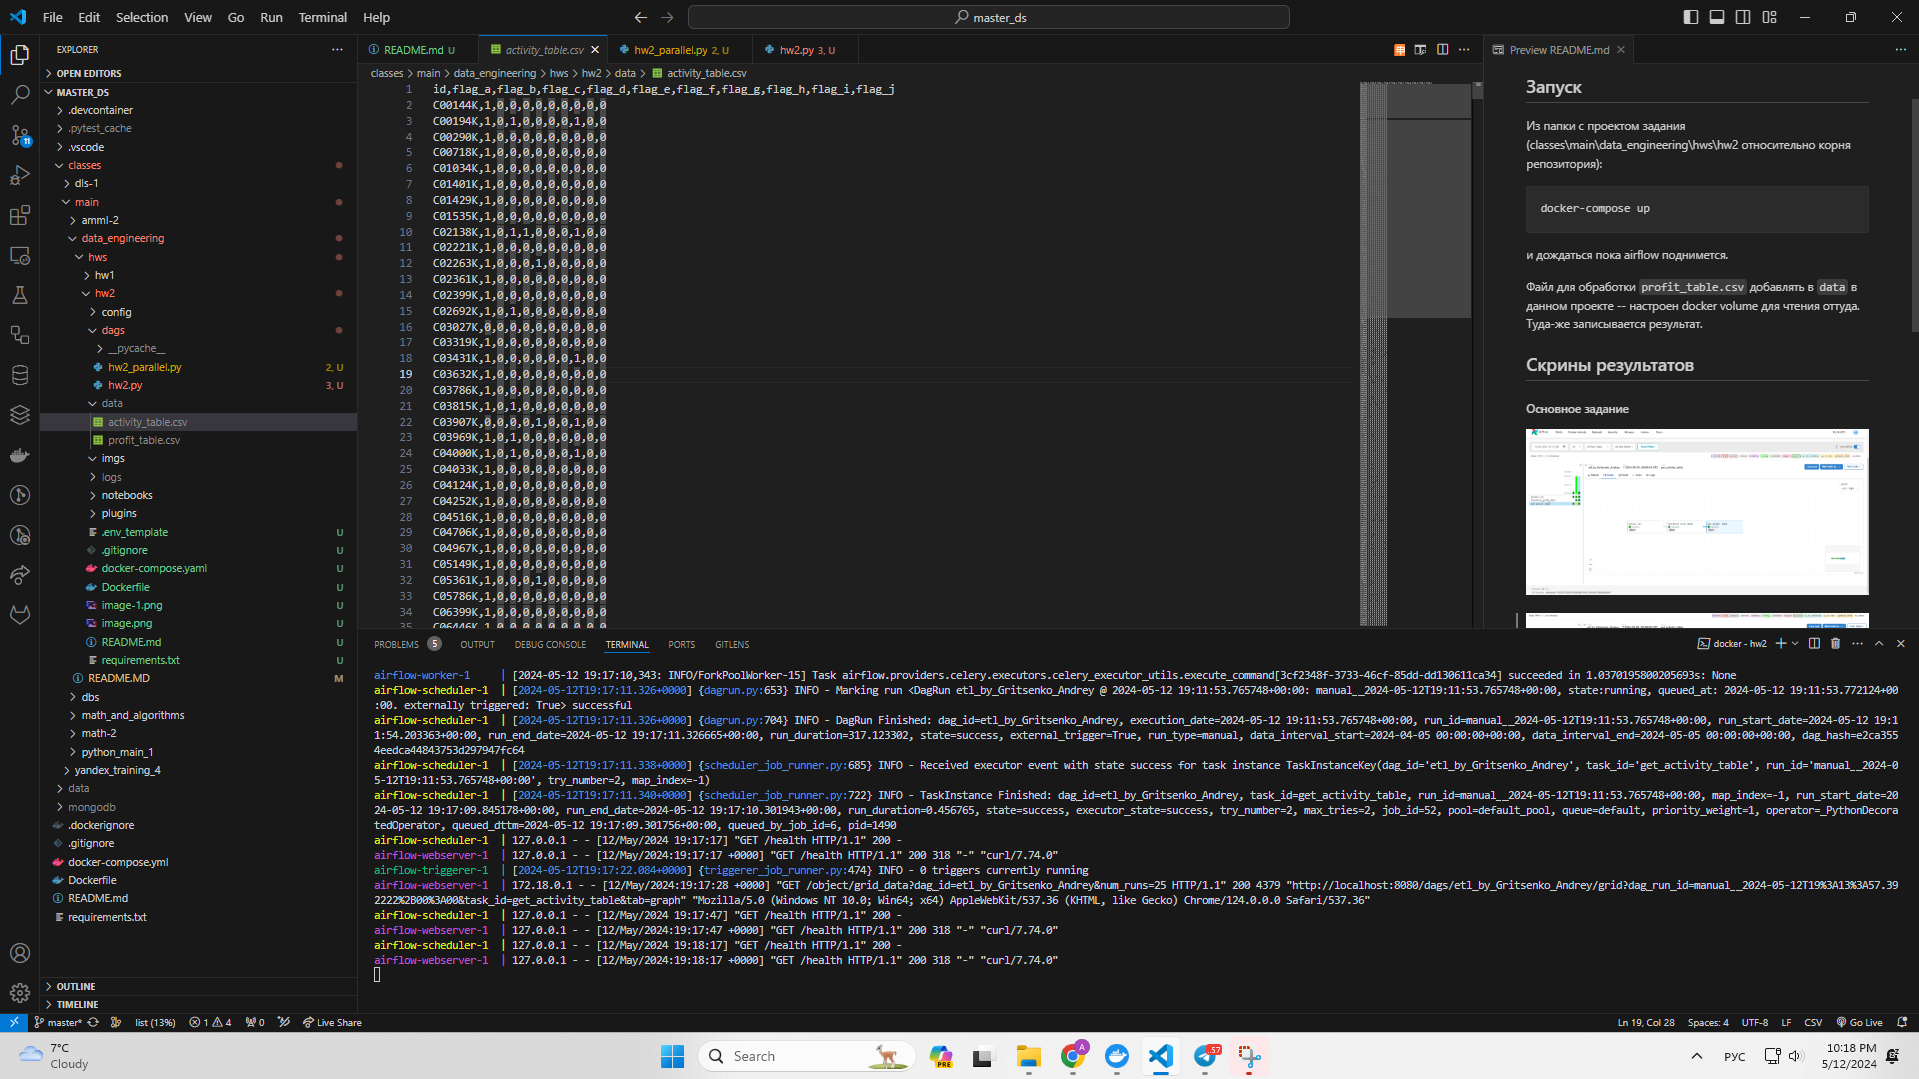 File Edit Selection View Go Run Terminal Help
master_ds
EXPLORER
OPEN EDITORS
MASTER_DS
.devcontainer
.pytest_cache
.vscode
classes
dls-1
main
amml-2
data_engineering
hws
hw1
hw2
config
dags
__pycache__
hw2_parallel.py 2, U
hw2.py 3, U
data
activity_table.csv
profit_table.csv
imgs
logs
notebooks
plugins
.env_template U
.gitignore U
docker-compose.yaml U
Dockerfile U
image-1.png U
image.png U
README.md U
requirements.txt U
README.MD M
dbs
math_and_algorithms
math-2
python_main_1
yandex_training_4
data
mongodb
.dockerignore
.gitignore
docker-compose.yml
Dockerfile
README.md
requirements.txt
OUTLINE
TIMELINE
README.md U activity_table.csv hw2_parallel.py 2, U hw2.py 3, U
classes > main > data_engineering > hws > hw2 > data > activity_table.csv
1 id,flag_a,flag_b,flag_c,flag_d,flag_e,flag_f,flag_g,flag_h,flag_i,flag_j
2 C00144K,1,0,0,0,0,0,0,0,0,0
3 C00194K,1,0,1,0,0,0,0,1,0,0
4 C00290K,1,0,0,0,0,0,0,0,0,0
5 C00718K,1,0,0,0,0,0,0,0,0,0
6 C01034K,1,0,0,0,0,0,0,0,0,0
7 C01401K,1,0,0,0,0,0,0,0,0,0
8 C01429K,1,0,0,0,0,0,0,0,0,0
9 C01535K,1,0,0,0,0,0,0,0,0,0
10 C02138K,1,0,1,1,0,0,0,1,0,0
11 C02221K,1,0,0,0,0,0,0,0,0,0
12 C02263K,1,0,0,0,1,0,0,0,0,0
13 C02361K,1,0,0,0,0,0,0,0,0,0
14 C02399K,1,0,0,0,0,0,0,0,0,0
15 C02692K,1,0,1,0,0,0,0,0,0,0
16 C03027K,0,0,0,0,0,0,0,0,0,0
17 C03319K,1,0,0,0,0,0,0,0,0,0
18 C03431K,1,0,0,0,0,0,0,1,0,0
19 C03632K,1,0,0,0,0,0,0,0,0,0
20 C03786K,1,0,0,0,0,0,0,0,0,0
21 C03815K,1,0,1,0,0,0,0,0,0,0
22 C03907K,0,0,0,0,1,0,0,1,0,0
23 C03969K,1,0,1,0,0,0,0,0,0,0
24 C04000K,1,0,1,0,0,0,0,1,0,0
25 C04033K,1,0,0,0,0,0,0,0,0,0
26 C04124K,1,0,0,0,0,0,0,0,0,0
27 C04252K,1,0,0,0,0,0,0,0,0,0
28 C04516K,1,0,0,0,0,0,0,0,0,0
29 C04706K,1,0,0,0,0,0,0,0,0,0
30 C04967K,1,0,0,0,0,0,0,0,0,0
31 C05149K,1,0,0,0,0,0,0,0,0,0
32 C05361K,1,0,0,0,1,0,0,0,0,0
33 C05786K,1,0,0,0,0,0,0,0,0,0
34 C06399K,1,0,0,0,0,0,0,0,0,0
35 C06446K,1,0,0,0,0,0,0,0,0,0
Preview README.md
Запуск
Из папки с проектом задания
(classes\main\data_engineering\hws\hw2 относительно корня
репозитория):
docker-compose up
и дождаться пока airflow поднимется.
Файл для обработки profit_table.csv добавлять в data в
данном проекте -- настроен docker volume для чтения оттуда.
Туда-же записывается результат.
Скрины результатов
Основное задание
PROBLEMS 5 OUTPUT DEBUG CONSOLE TERMINAL PORTS GITLENS
docker - hw2
airflow-worker-1 | [2024-05-12 19:17:10,343: INFO/ForkPoolWorker-15] Task airflow.providers.celery.executors.celery_executor_utils.execute_command[3cf2348f-3733-46cf-85dd-dd130611ca34] succeeded in 1.0370195800205693s: None
airflow-scheduler-1 | [2024-05-12T19:17:11.326+0000] {dagrun.py:653} INFO - Marking run <DagRun etl_by_Gritsenko_Andrey @ 2024-05-12 19:11:53.765748+00:00: manual__2024-05-12T19:11:53.765748+00:00, state:running, queued_at: 2024-05-12 19:11:53.772124+00
:00. externally triggered: True> successful
airflow-scheduler-1 | [2024-05-12T19:17:11.326+0000] {dagrun.py:704} INFO - DagRun Finished: dag_id=etl_by_Gritsenko_Andrey, execution_date=2024-05-12 19:11:53.765748+00:00, run_id=manual__2024-05-12T19:11:53.765748+00:00, run_start_date=2024-05-12 19:1
1:54.203363+00:00, run_end_date=2024-05-12 19:17:11.326665+00:00, run_duration=317.123302, state=success, external_trigger=True, run_type=manual, data_interval_start=2024-04-05 00:00:00+00:00, data_interval_end=2024-05-05 00:00:00+00:00, dag_hash=e2ca355
4eedca44843753d297947fc64
airflow-scheduler-1 | [2024-05-12T19:17:11.338+0000] {scheduler_job_runner.py:685} INFO - Received executor event with state success for task instance TaskInstanceKey(dag_id='etl_by_Gritsenko_Andrey', task_id='get_activity_table', run_id='manual__2024-0
5-12T19:11:53.765748+00:00', try_number=2, map_index=-1)
airflow-scheduler-1 | [2024-05-12T19:17:11.340+0000] {scheduler_job_runner.py:722} INFO - TaskInstance Finished: dag_id=etl_by_Gritsenko_Andrey, task_id=get_activity_table, run_id=manual__2024-05-12T19:11:53.765748+00:00, map_index=-1, run_start_date=20
24-05-12 19:17:09.845178+00:00, run_end_date=2024-05-12 19:17:10.301943+00:00, run_duration=0.456765, state=success, executor_state=success, try_number=2, max_tries=2, job_id=52, pool=default_pool, queue=default, priority_weight=1, operator=_PythonDecora
tedOperator, queued_dttm=2024-05-12 19:17:09.301756+00:00, queued_by_job_id=6, pid=1490
airflow-scheduler-1 | 127.0.0.1 - - [12/May/2024 19:17:17] "GET /health HTTP/1.1" 200 -
airflow-webserver-1 | 127.0.0.1 - - [12/May/2024:19:17:17 +0000] "GET /health HTTP/1.1" 200 318 "-" "curl/7.74.0"
airflow-triggerer-1 | [2024-05-12T19:17:22.084+0000] {triggerer_job_runner.py:474} INFO - 0 triggers currently running
airflow-webserver-1 | 172.18.0.1 - - [12/May/2024:19:17:28 +0000] "GET /object/grid_data?dag_id=etl_by_Gritsenko_Andrey&num_runs=25 HTTP/1.1" 200 4379 "http://localhost:8080/dags/etl_by_Gritsenko_Andrey/grid?dag_run_id=manual__2024-05-12T19%3A13%3A57.39
2222%2B00%3A00&task_id=get_activity_table&tab=graph" "Mozilla/5.0 (Windows NT 10.0; Win64; x64) AppleWebKit/537.36 (KHTML, like Gecko) Chrome/124.0.0.0 Safari/537.36"
airflow-scheduler-1 | 127.0.0.1 - - [12/May/2024 19:17:47] "GET /health HTTP/1.1" 200 -
airflow-webserver-1 | 127.0.0.1 - - [12/May/2024:19:17:47 +0000] "GET /health HTTP/1.1" 200 318 "-" "curl/7.74.0"
airflow-scheduler-1 | 127.0.0.1 - - [12/May/2024 19:18:17] "GET /health HTTP/1.1" 200 -
airflow-webserver-1 | 127.0.0.1 - - [12/May/2024:19:18:17 +0000] "GET /health HTTP/1.1" 200 318 "-" "curl/7.74.0"
master* list (13%) 1 4 0 Live Share
Ln 19, Col 28 Spaces: 4 UTF-8 LF CSV Go Live
7°C
Cloudy
Search
PRE
A
57
РУС
10:18 PM
5/12/2024